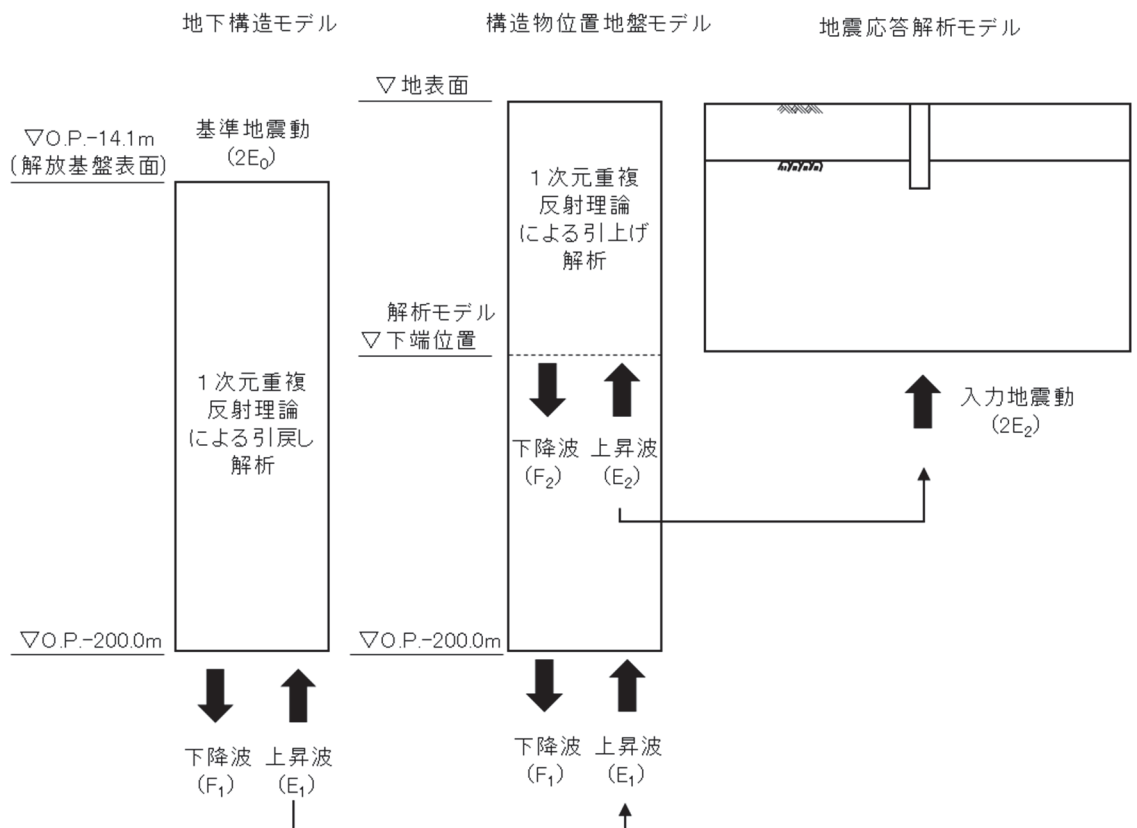 地下構造モデル
▽O.P.-14.1m
(解放基盤表面)
基準地震動
(2E₀)
1次元重複
反射理論
による引戻し
解析
▽O.P.-200.0m
下降波
(F₁)
上昇波
(E₁)
構造物位置地盤モデル
▽地表面
1次元重複
反射理論
による引上げ
解析
解析モデル
▽下端位置
下降波
(F₂)
上昇波
(E₂)
▽O.P.-200.0m
下降波
(F₁)
上昇波
(E₁)
地震応答解析モデル
入力地震動
(2E₂)